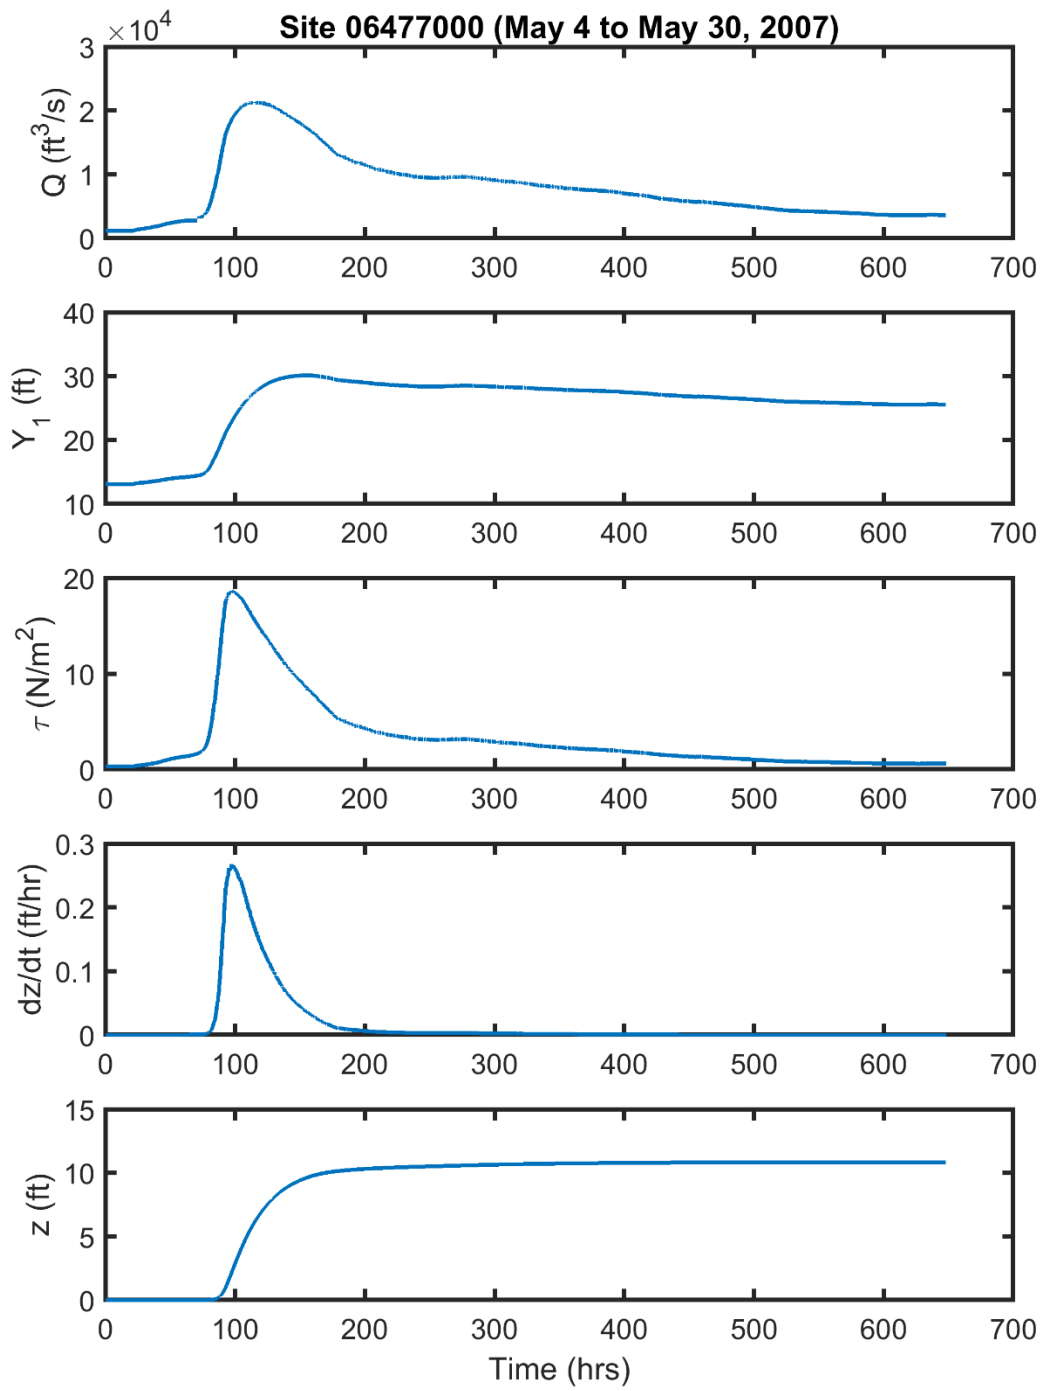 ×10^4
Site 06477000 (May 4 to May 30, 2007)
Q (ft^3/s)
3
2
1
0
0 100 200 300 400 500 600 700
Y_1 (ft)
40
30
20
10
0 100 200 300 400 500 600 700
τ (N/m^2)
20
10
0
0 100 200 300 400 500 600 700
dz/dt (ft/hr)
0.3
0.2
0.1
0
0 100 200 300 400 500 600 700
z (ft)
15
10
5
0
0 100 200 300 400 500 600 700
Time (hrs)